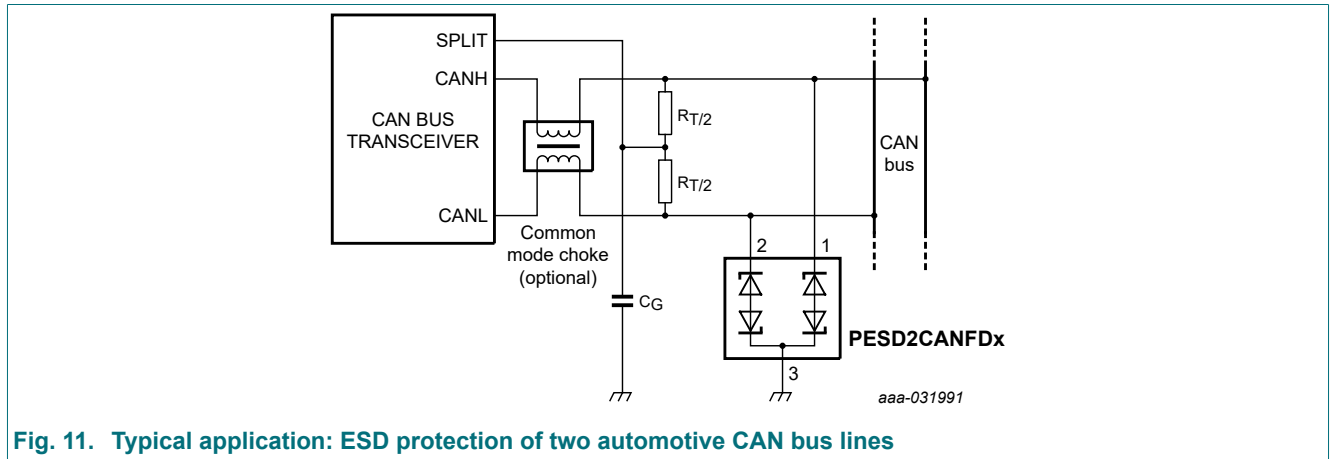 SPLIT
CANH
CAN BUS
TRANSCEIVER
CANL
Common
mode choke
(optional)
RT/2
RT/2
CG
CAN
bus
2
1
PESD2CANFDx
3
aaa-031991
Fig. 11. Typical application: ESD protection of two automotive CAN bus lines